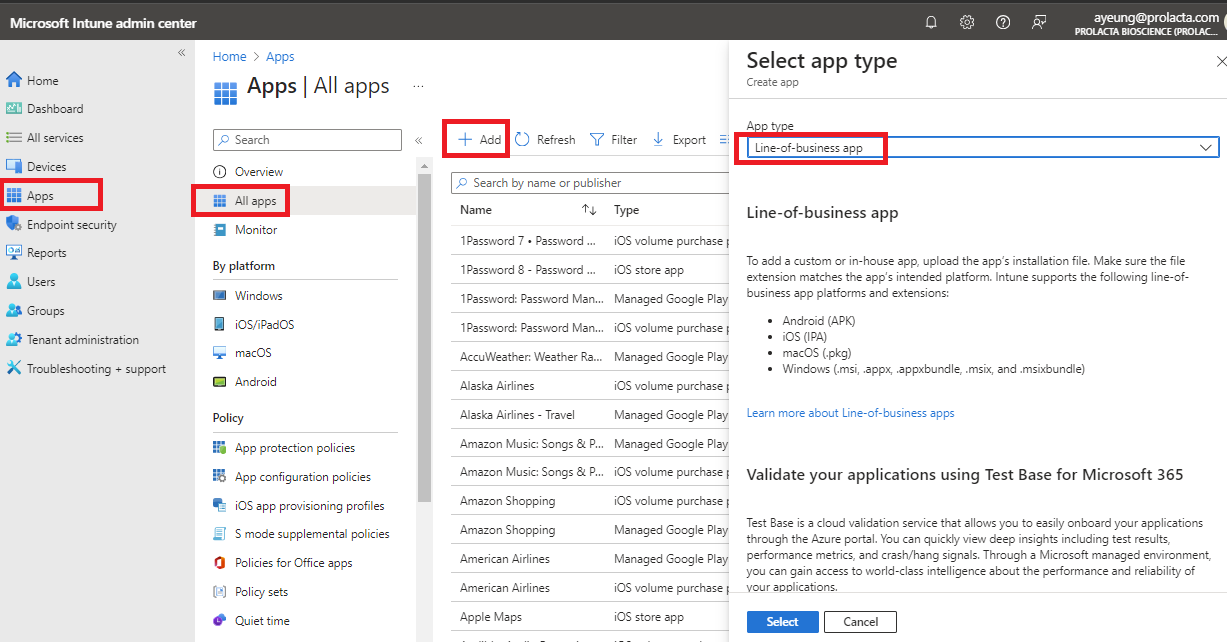 Microsoft Intune admin center
ayeung@prolacta.com
PROLACTA BIOSCIENCE (PROLAC...
«
Home
Dashboard
All services
Devices
Apps
Endpoint security
Reports
Users
Groups
Tenant administration
Troubleshooting + support
Home > Apps
Apps | All apps ...
Search «
Overview
All apps
Monitor
By platform
Windows
iOS/iPadOS
macOS
Android
Policy
App protection policies
App configuration policies
iOS app provisioning profiles
S mode supplemental policies
Policies for Office apps
Policy sets
Quiet time
+ Add Refresh Filter Export
Search by name or publisher
Name ↑↓ Type
1Password 7 • Password ... iOS volume purchase p
1Password 8 - Password ... iOS store app
1Password: Password Man... Managed Google Play
1Password: Password Man... Managed Google Play
AccuWeather: Weather Ra... Managed Google Play
Alaska Airlines iOS volume purchase p
Alaska Airlines - Travel Managed Google Play
Amazon Music: Songs & P... Managed Google Play
Amazon Music: Songs & P... iOS volume purchase p
Amazon Shopping iOS volume purchase p
Amazon Shopping Managed Google Play
American Airlines Managed Google Play
American Airlines iOS volume purchase p
Apple Maps iOS store app
Select app type
Create app
App type
Line-of-business app
Line-of-business app
To add a custom or in-house app, upload the app's installation file. Make sure the file
extension matches the app's intended platform. Intune supports the following line-of-
business app platforms and extensions:
• Android (APK)
• iOS (IPA)
• macOS (.pkg)
• Windows (.msi, .appx, .appxbundle, .msix, and .msixbundle)
Learn more about Line-of-business apps
Validate your applications using Test Base for Microsoft 365
Test Base is a cloud validation service that allows you to easily onboard your applications
through the Azure portal. You can quickly view deep insights including test results,
performance metrics, and crash/hang signals. Through a Microsoft managed environment,
you can gain access to world-class intelligence about the performance and reliability of
your applications.
Select Cancel